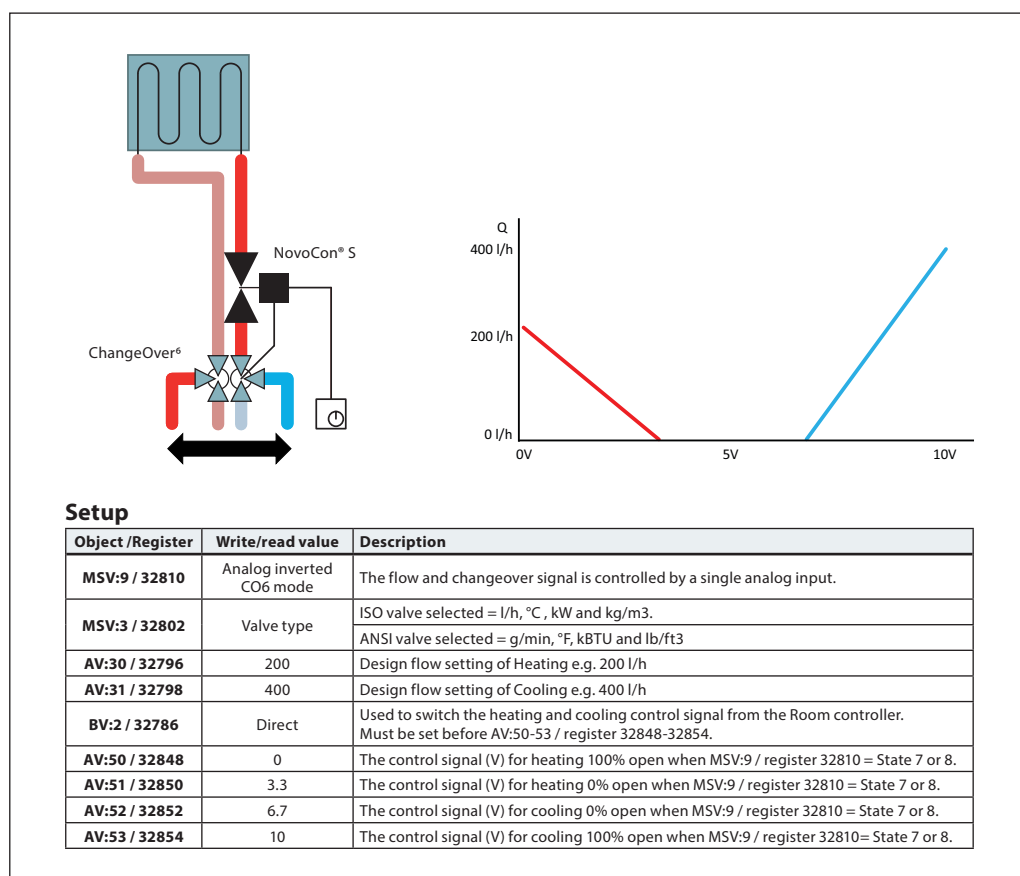 NovoCon® S
ChangeOver⁶
Q
400 l/h
200 l/h
0 l/h
0V
5V
10V
Setup
Object /Register Write/read value Description
MSV:9 / 32810 Analog inverted CO6 mode The flow and changeover signal is controlled by a single analog input.
MSV:3 / 32802 Valve type ISO valve selected = l/h, °C , kW and kg/m3.
ANSI valve selected = g/min, °F, kBTU and lb/ft3
AV:30 / 32796 200 Design flow setting of Heating e.g. 200 l/h
AV:31 / 32798 400 Design flow setting of Cooling e.g. 400 l/h
BV:2 / 32786 Direct Used to switch the heating and cooling control signal from the Room controller.
Must be set before AV:50-53 / register 32848-32854.
AV:50 / 32848 0 The control signal (V) for heating 100% open when MSV:9 / register 32810 = State 7 or 8.
AV:51 / 32850 3.3 The control signal (V) for heating 0% open when MSV:9 / register 32810 = State 7 or 8.
AV:52 / 32852 6.7 The control signal (V) for cooling 0% open when MSV:9 / register 32810 = State 7 or 8.
AV:53 / 32854 10 The control signal (V) for cooling 100% open when MSV:9 / register 32810= State 7 or 8.